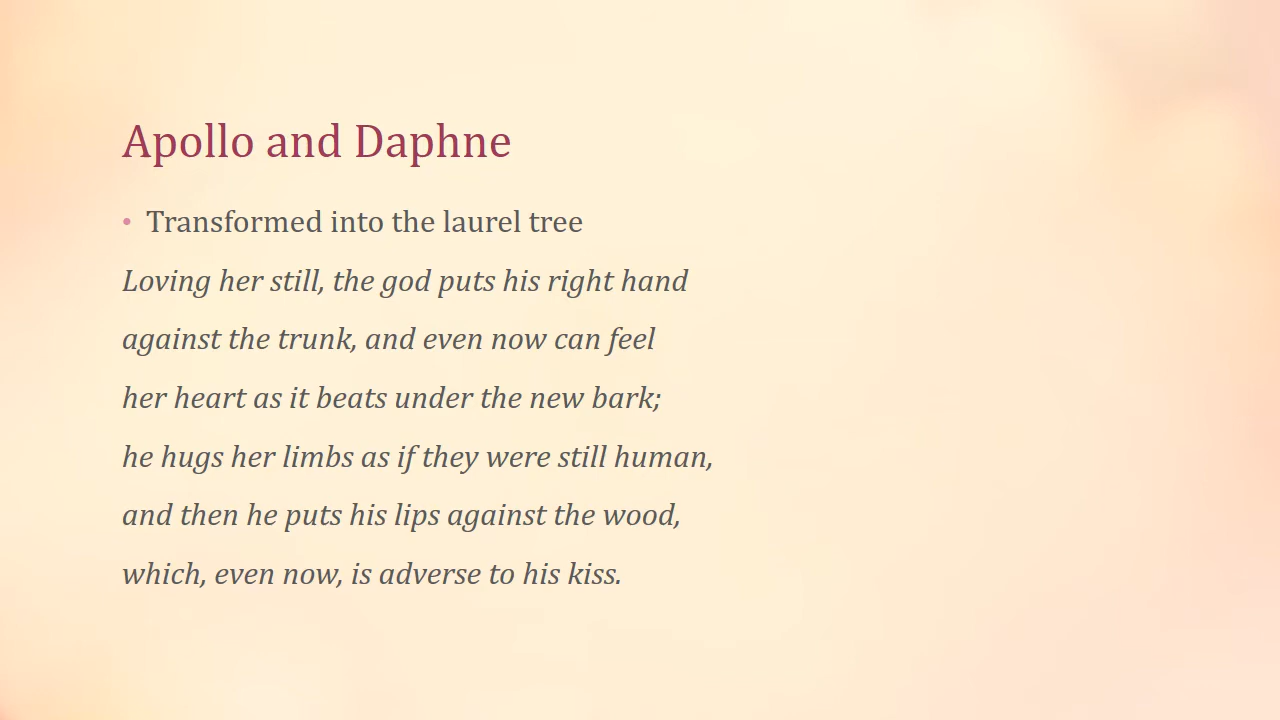 Apollo and Daphne
• Transformed into the laurel tree
Loving her still, the god puts his right hand
against the trunk, and even now can feel
her heart as it beats under the new bark;
he hugs her limbs as if they were still human,
and then he puts his lips against the wood,
which, even now, is adverse to his kiss.